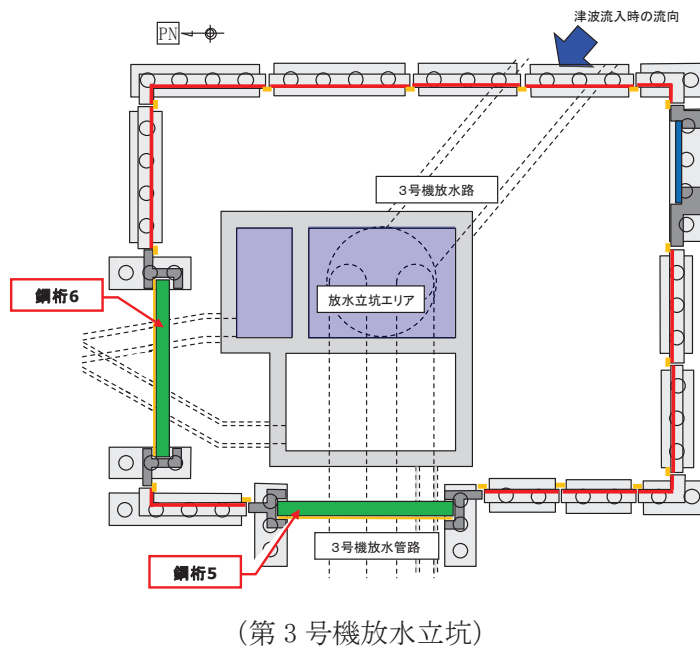 津波流入時の流向
PN
3号機放水路
放水立坑エリア
鋼桁6
鋼桁5
3号機放水管路
(第 3 号機放水立坑)